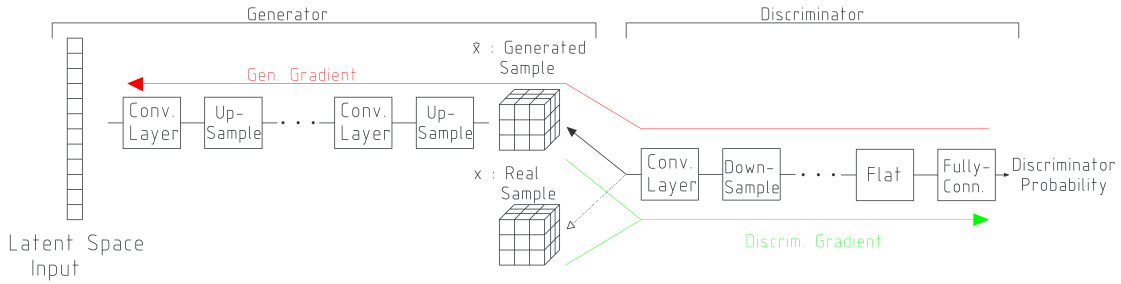 Generator
Discriminator
x̂ : Generated
Sample
Gen. Gradient
Conv.
Layer
Up-
Sample
Conv.
Layer
Up-
Sample
x : Real
Sample
Conv.
Layer
Down-
Sample
Flat
Fully-
Conn.
Discriminator
Probability
Latent Space
Input
Discrim. Gradient